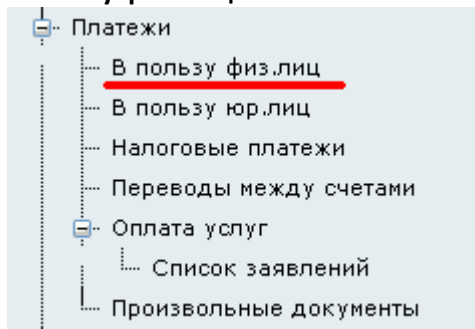 Платежи
В пользу физ.лиц
В пользу юр.лиц
Налоговые платежи
Переводы между счетами
Оплата услуг
Список заявлений
Произвольные документы